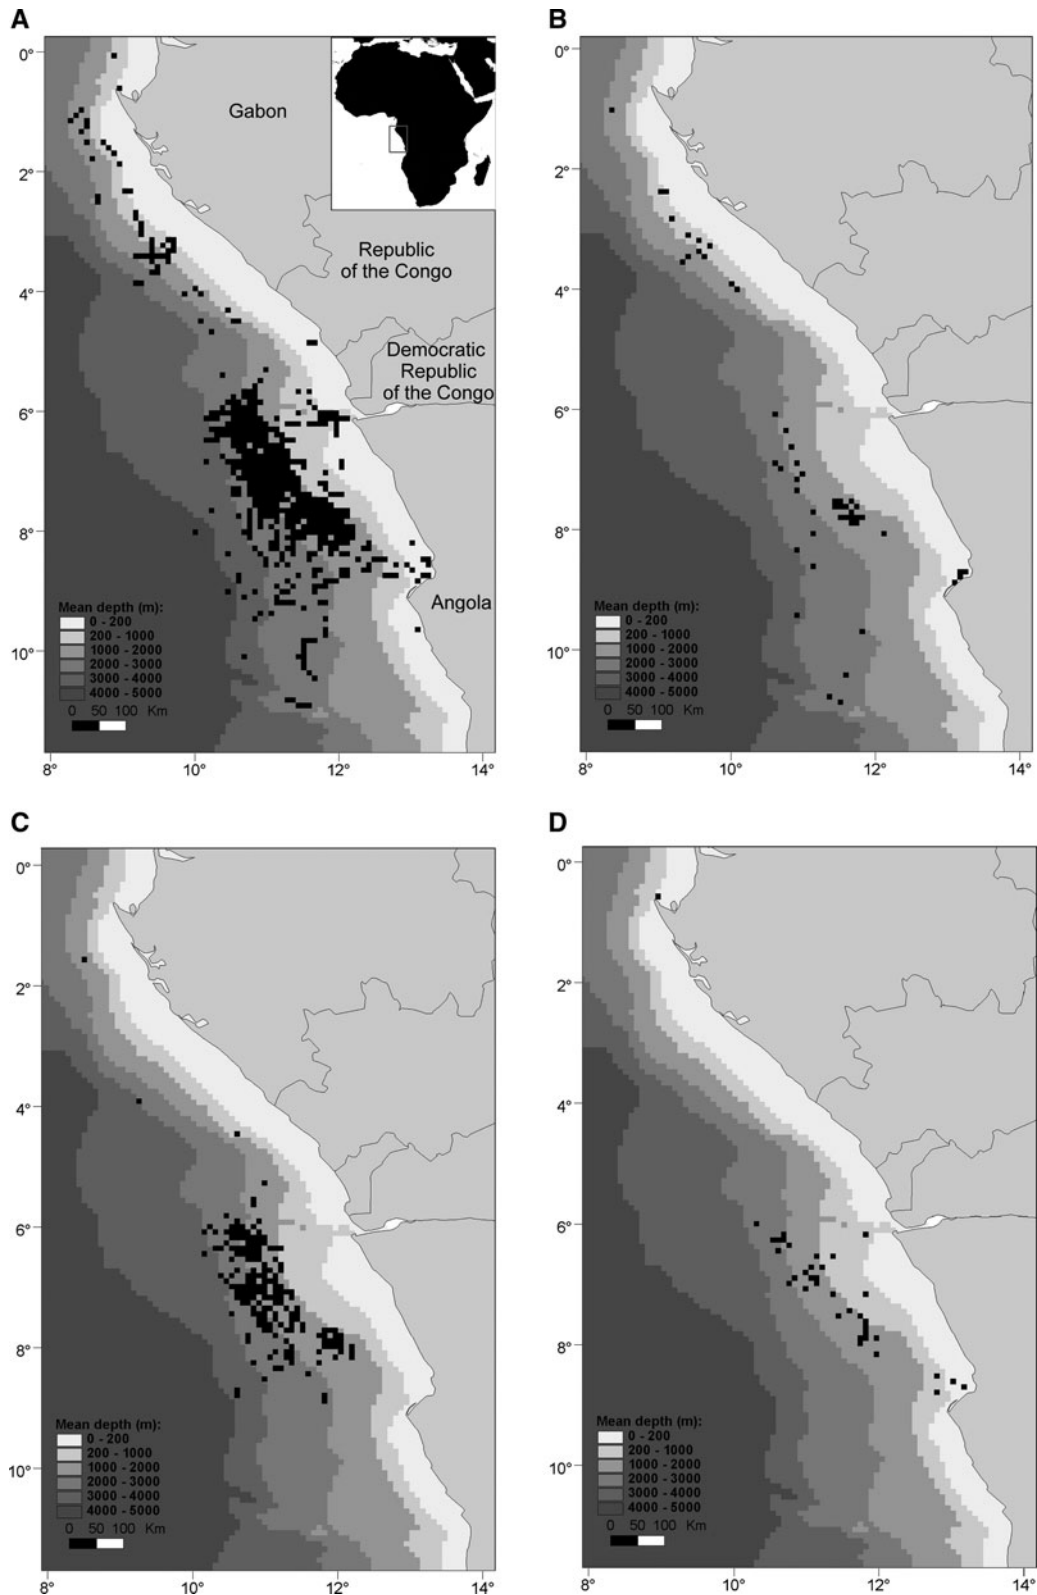 A
0°
2°
4°
6°
8°
10°
Gabon
Republic
of the Congo
Democratic
Republic
of the Congo
Angola
Mean depth (m):
0 - 200
200 - 1000
1000 - 2000
2000 - 3000
3000 - 4000
4000 - 5000
0 50 100 Km
8° 10° 12° 14°
B
0°
2°
4°
6°
8°
10°
Mean depth (m):
0 - 200
200 - 1000
1000 - 2000
2000 - 3000
3000 - 4000
4000 - 5000
0 50 100 Km
8° 10° 12° 14°
C
0°
2°
4°
6°
8°
10°
Mean depth (m):
0 - 200
200 - 1000
1000 - 2000
2000 - 3000
3000 - 4000
4000 - 5000
0 50 100 Km
8° 10° 12° 14°
D
0°
2°
4°
6°
8°
10°
Mean depth (m):
0 - 200
200 - 1000
1000 - 2000
2000 - 3000
3000 - 4000
4000 - 5000
0 50 100 Km
8° 10° 12° 14°